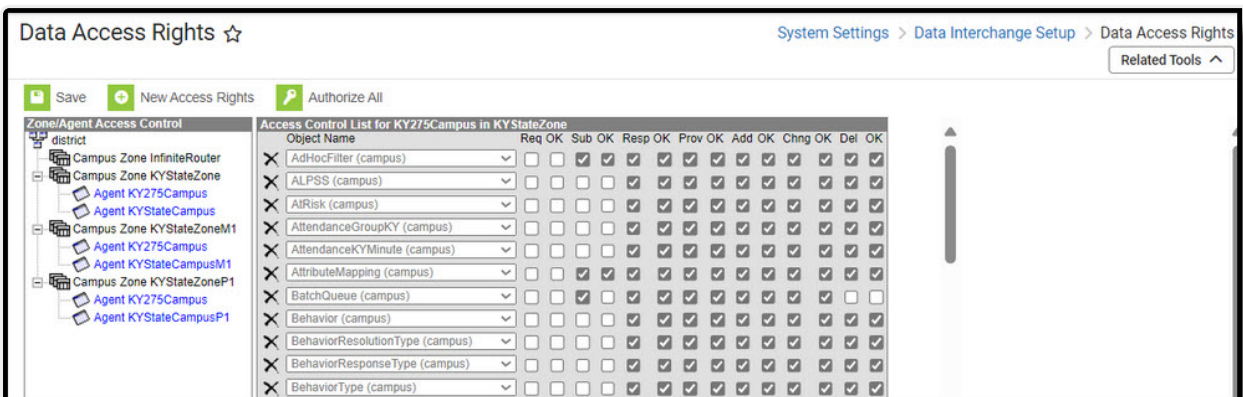 Data Access Rights
System Settings > Data Interchange Setup > Data Access Rights
Related Tools
Save New Access Rights Authorize All
Zone/Agent Access Control
district
Campus Zone InfiniteRouter
Campus Zone KYStateZone
Agent KY275Campus
Agent KYStateCampus
Campus Zone KYStateZoneM1
Agent KY275Campus
Agent KYStateCampusM1
Campus Zone KYStateZoneP1
Agent KY275Campus
Agent KYStateCampusP1
Access Control List for KY275Campus in KYStateZone
Object Name Req OK Sub OK Resp OK Prov OK Add OK Chng OK Del OK
AdHocFilter (campus)
ALPSS (campus)
AtRisk (campus)
AttendanceGroupKY (campus)
AttendanceKYMinute (campus)
AttributeMapping (campus)
BatchQueue (campus)
Behavior (campus)
BehaviorResolutionType (campus)
BehaviorResponseType (campus)
BehaviorType (campus)